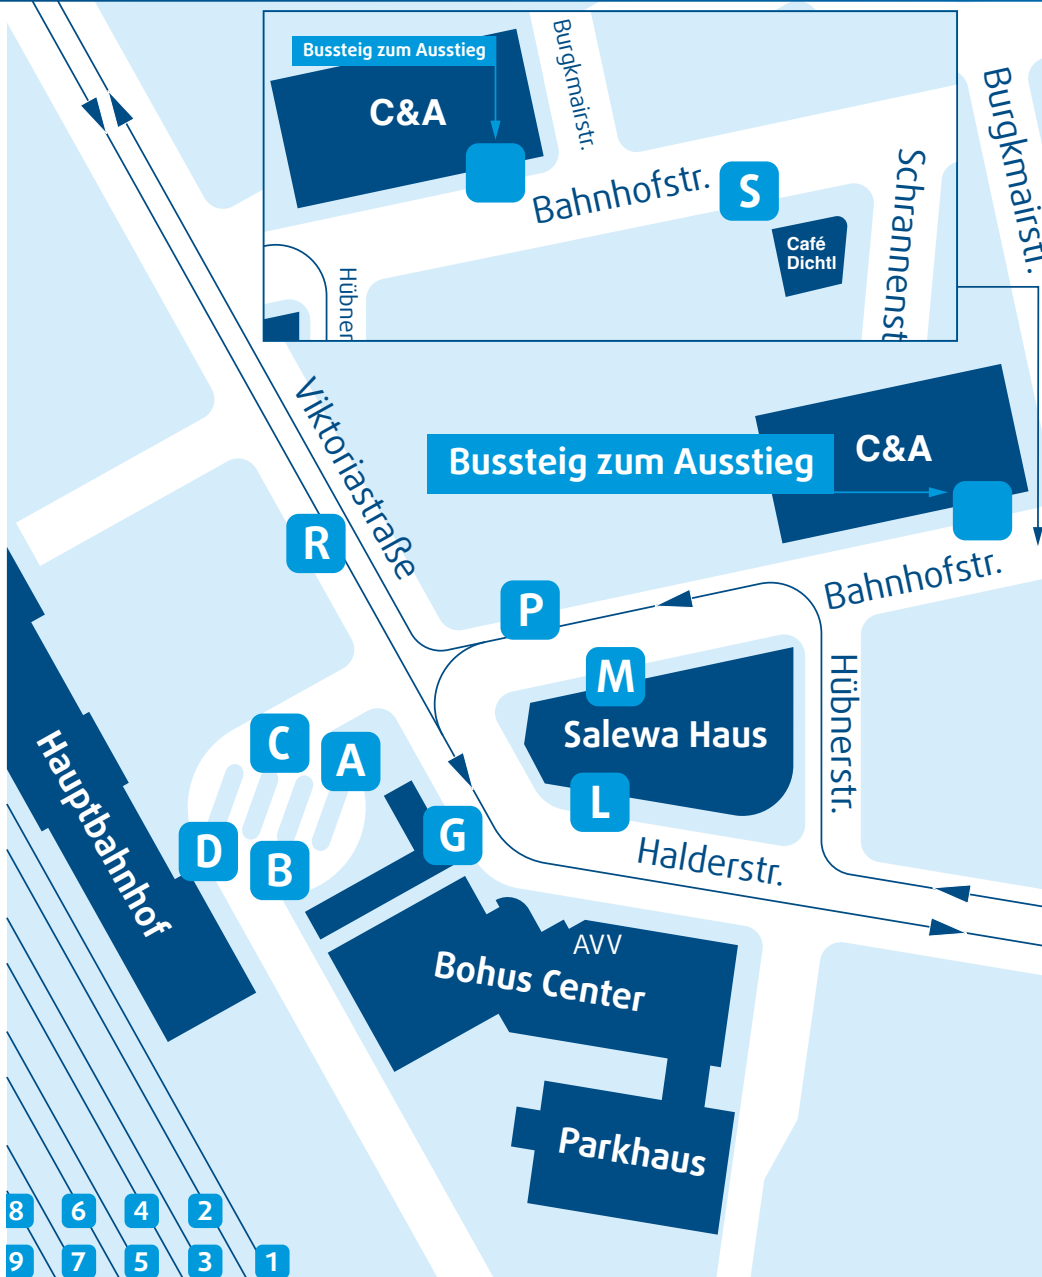 Bussteig zum Ausstieg
C&A
Burgkmairstr.
Bahnhofstr.
S
Café
Dichtl
Schrannenst
Hübner
Burgkmairstr.
Viktoriastraße
Bussteig zum Ausstieg
C&A
R
Bahnhofstr.
P
M
Salewa Haus
Hübnerstr.
L
Halderstr.
C
A
G
D
B
Hauptbahnhof
AVV
Bohus Center
Parkhaus
8 6 4 2
9 7 5 3 1